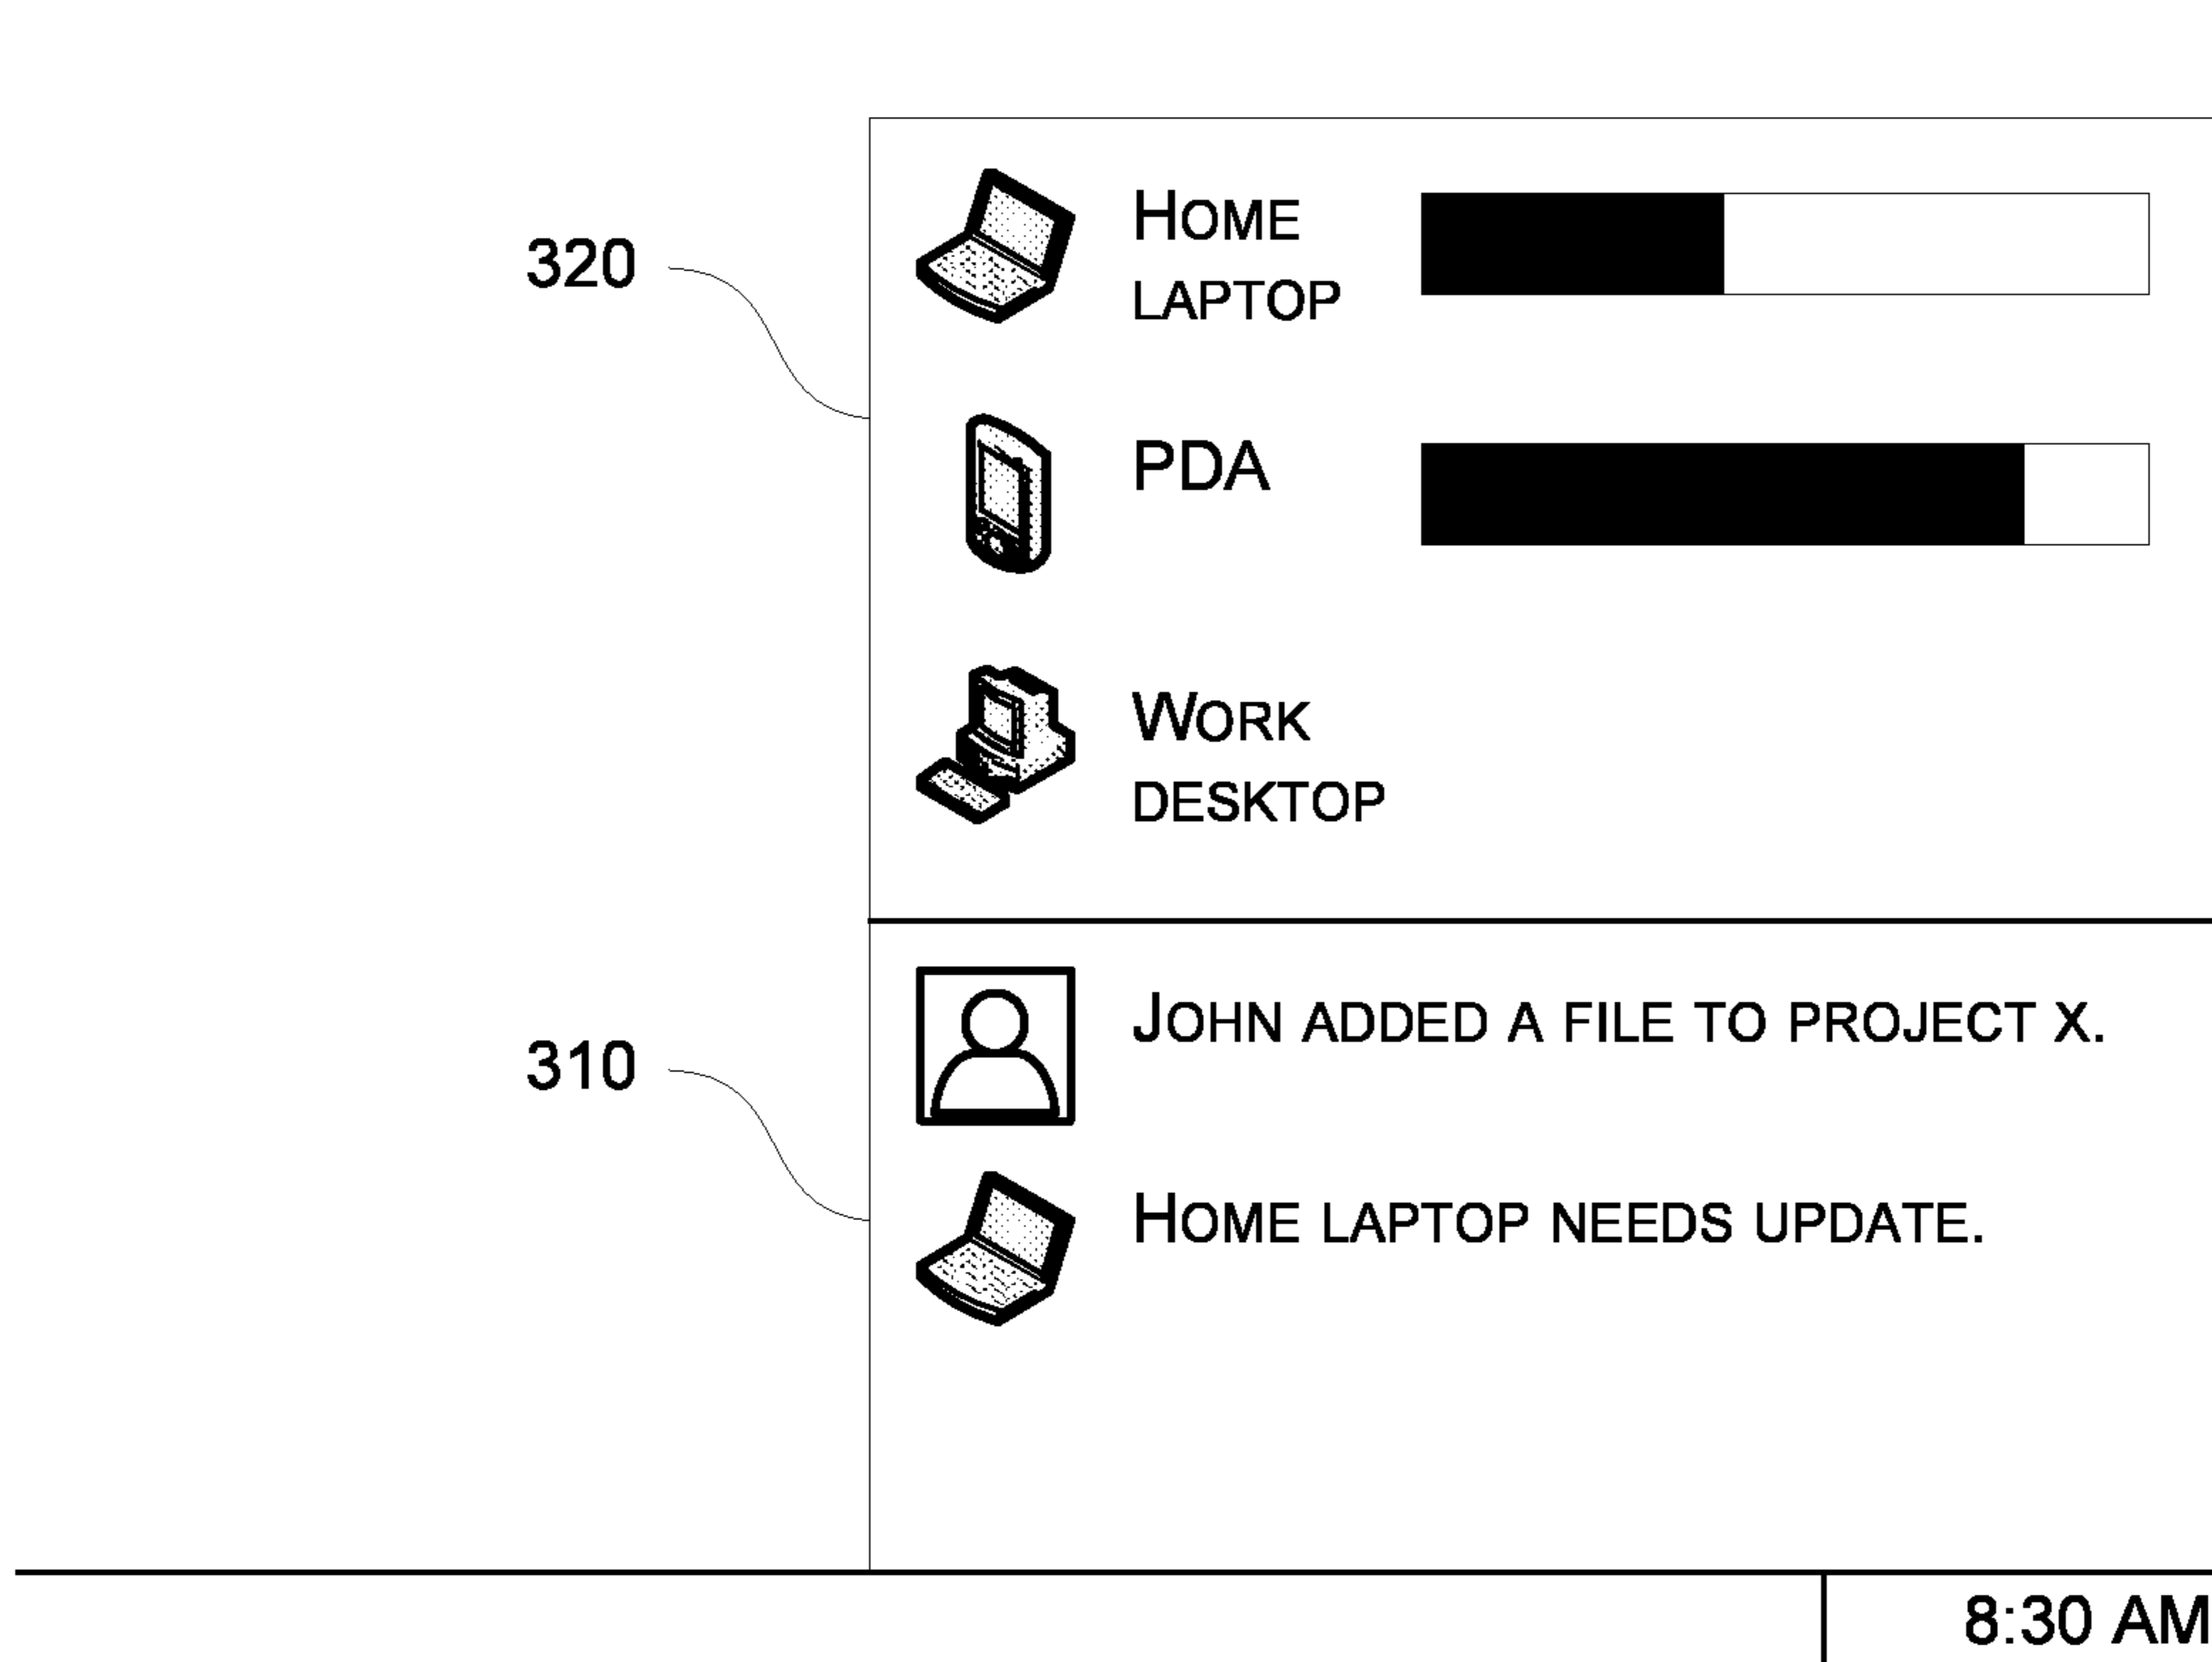 320
HOME
LAPTOP
PDA
WORK
DESKTOP
310
JOHN ADDED A FILE TO PROJECT X.
HOME LAPTOP NEEDS UPDATE.
8:30 AM